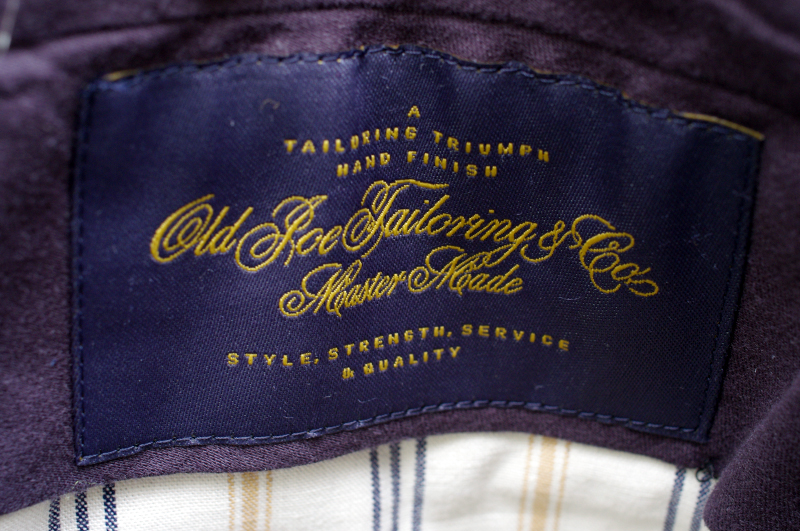 A
TAILORING TRIUMPH
HAND FINISH
Old Joe Tailoring & Co.
Master Made
STYLE, STRENGTH, SERVICE
& QUALITY